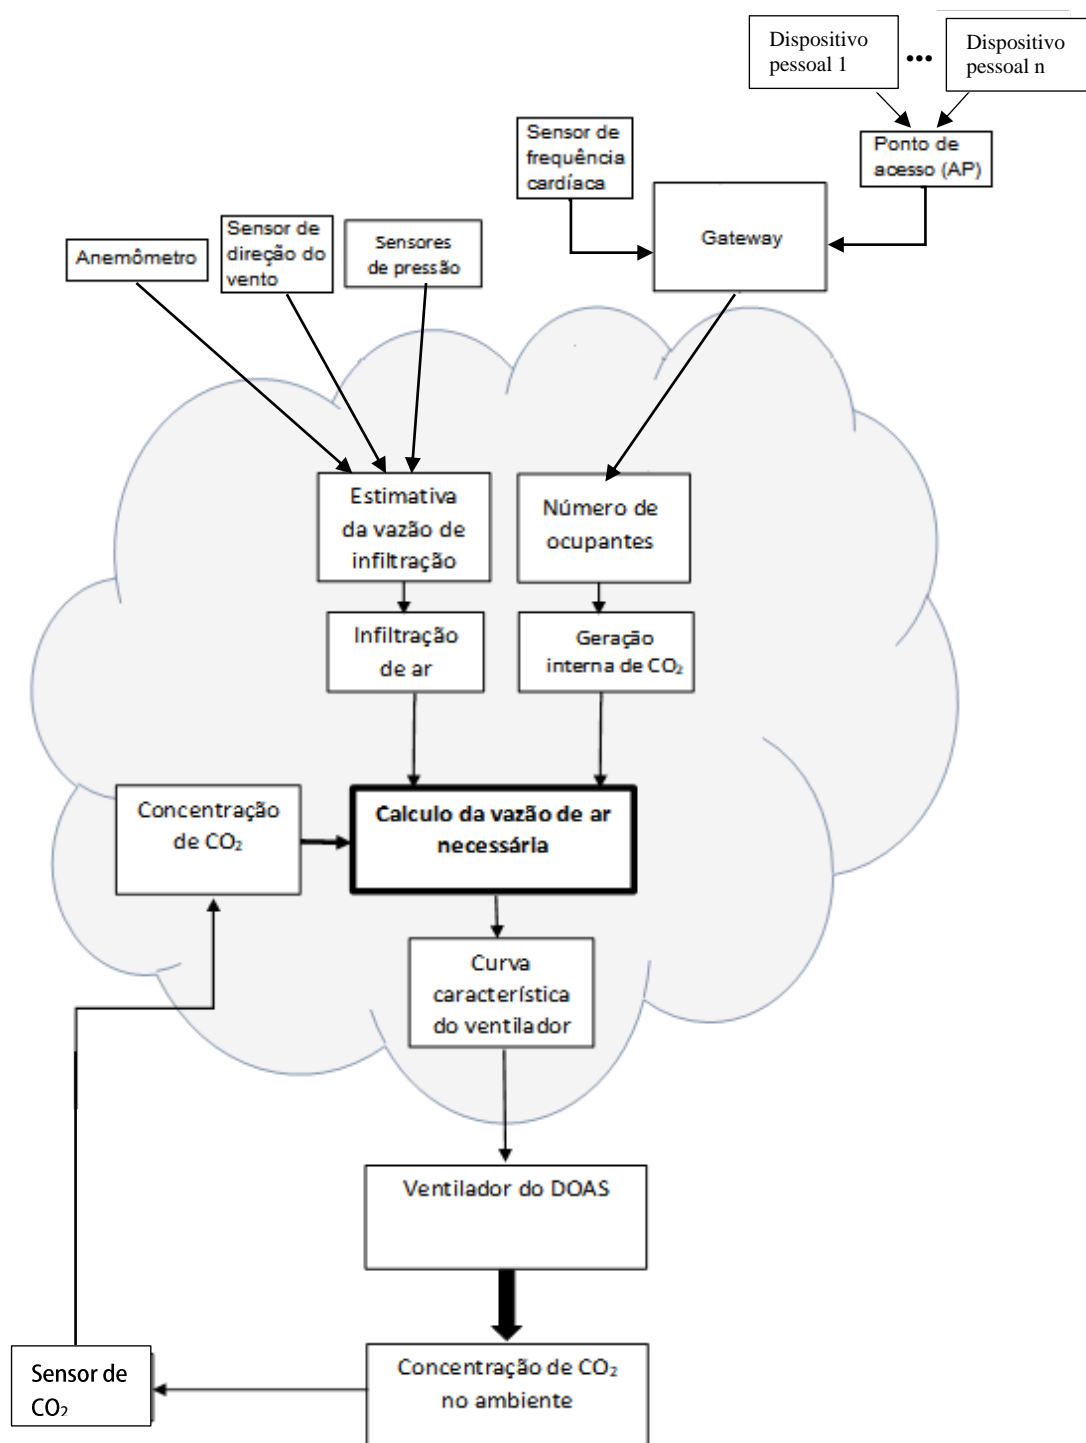 Dispositivo
pessoal 1
...
Dispositivo
pessoal n
Sensor de
frequência
cardíaca
Ponto de
acesso (AP)
Gateway
Anemômetro
Sensor de
direção do
vento
Sensores
de pressão
Estimativa
da vazão de
infiltração
Número de
ocupantes
Infiltração
de ar
Geração
interna de CO₂
Concentração
de CO₂
Calculo da vazão de ar
necessária
Curva
característica
do ventilador
Ventilador do DOAS
Concentração de CO₂
no ambiente
Sensor de
CO₂